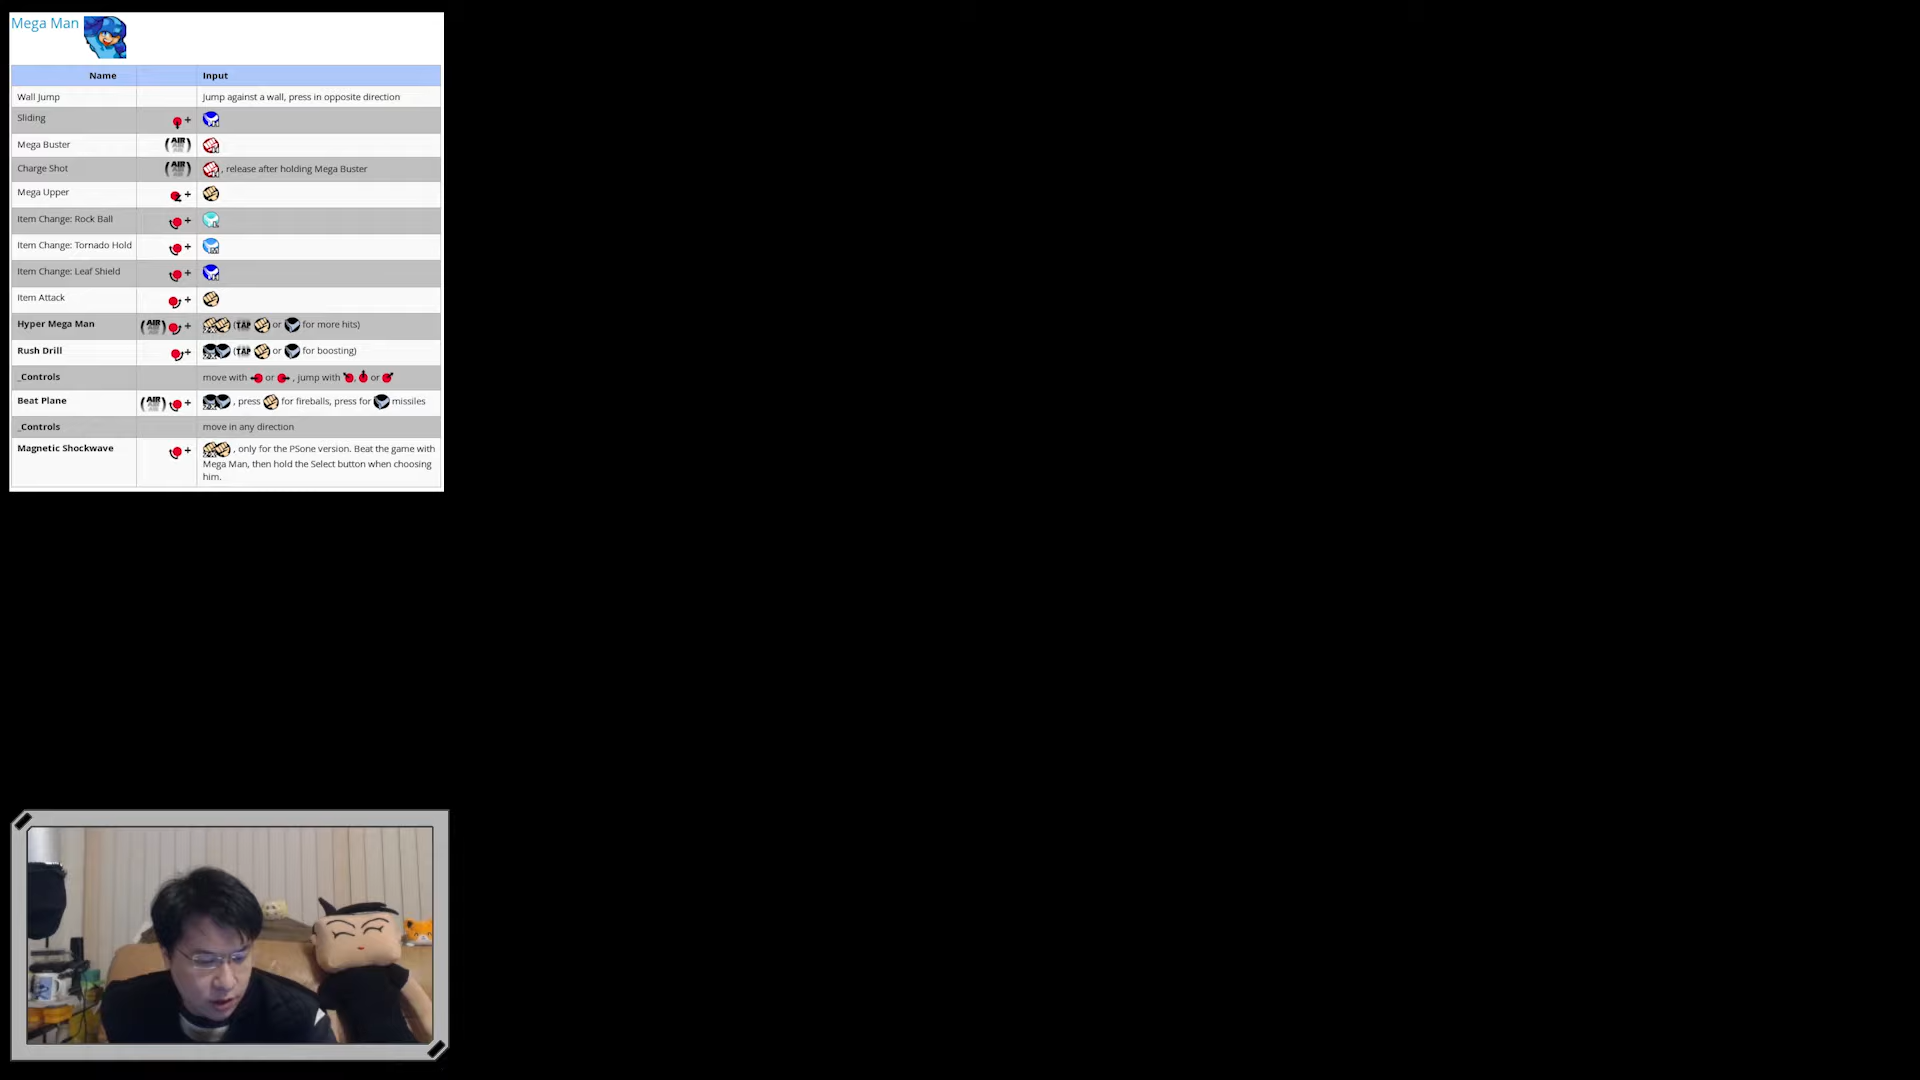 Mega Man
Name Input
Wall Jump jump against a wall, press in opposite direction
Sliding +
Mega Buster (AIR)
Charge Shot (AIR) , release after holding Mega Buster
Mega Upper +
Item Change: Rock Ball +
Item Change: Tornado Hold +
Item Change: Leaf Shield +
Item Attack +
Hyper Mega Man (AIR) + (TAP or for more hits)
Rush Drill + (TAP or for boosting)
_Controls move with or , jump with , or
Beat Plane (AIR) + , press for fireballs, press for missiles
_Controls move in any direction
Magnetic Shockwave + , only for the PSone version. Beat the game with
Mega Man, then hold the Select button when choosing
him.